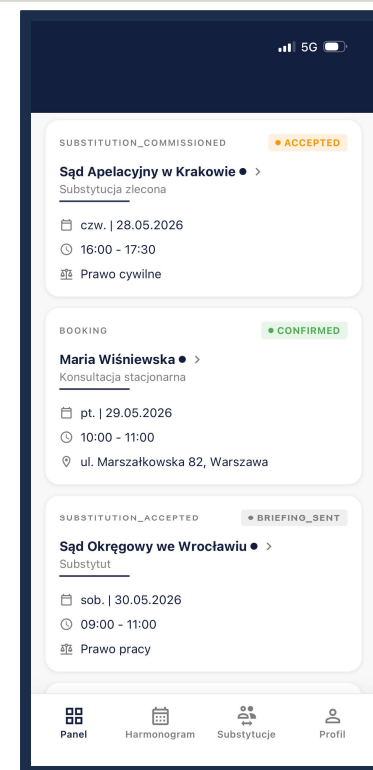 5G
SUBSTITUTION_COMMISSIONED
ACCEPTED
Sąd Apelacyjny w Krakowie
Substytucja zlecona
czw. | 28.05.2026
16:00 - 17:30
Prawo cywilne
BOOKING
CONFIRMED
Maria Wiśniewska
Konsultacja stacjonarna
pt. | 29.05.2026
10:00 - 11:00
ul. Marszałkowska 82, Warszawa
SUBSTITUTION_ACCEPTED
BRIEFING_SENT
Sąd Okręgowy we Wrocławiu
Substytut
sob. | 30.05.2026
09:00 - 11:00
Prawo pracy
Panel
Harmonogram
Substytucje
Profil